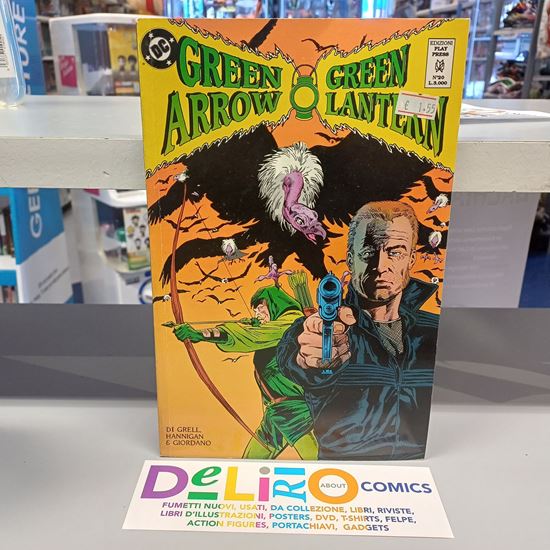 DC
GREEN ARROW
GREEN LANTERN
EDIZIONI
PLAY
PRESS
N°20
L.3.000
€ 1.55
DI GRELL,
HANNIGAN
& GIORDANO
DeLiRiO ABOUT COMICS
FUMETTI NUOVI, USATI, DA COLLEZIONE, LIBRI, RIVISTE,
LIBRI D'ILLUSTRAZIONI, POSTERS, DVD, T-SHIRTS, FELPE,
ACTION FIGURES, PORTACHIAVI, GADGETS